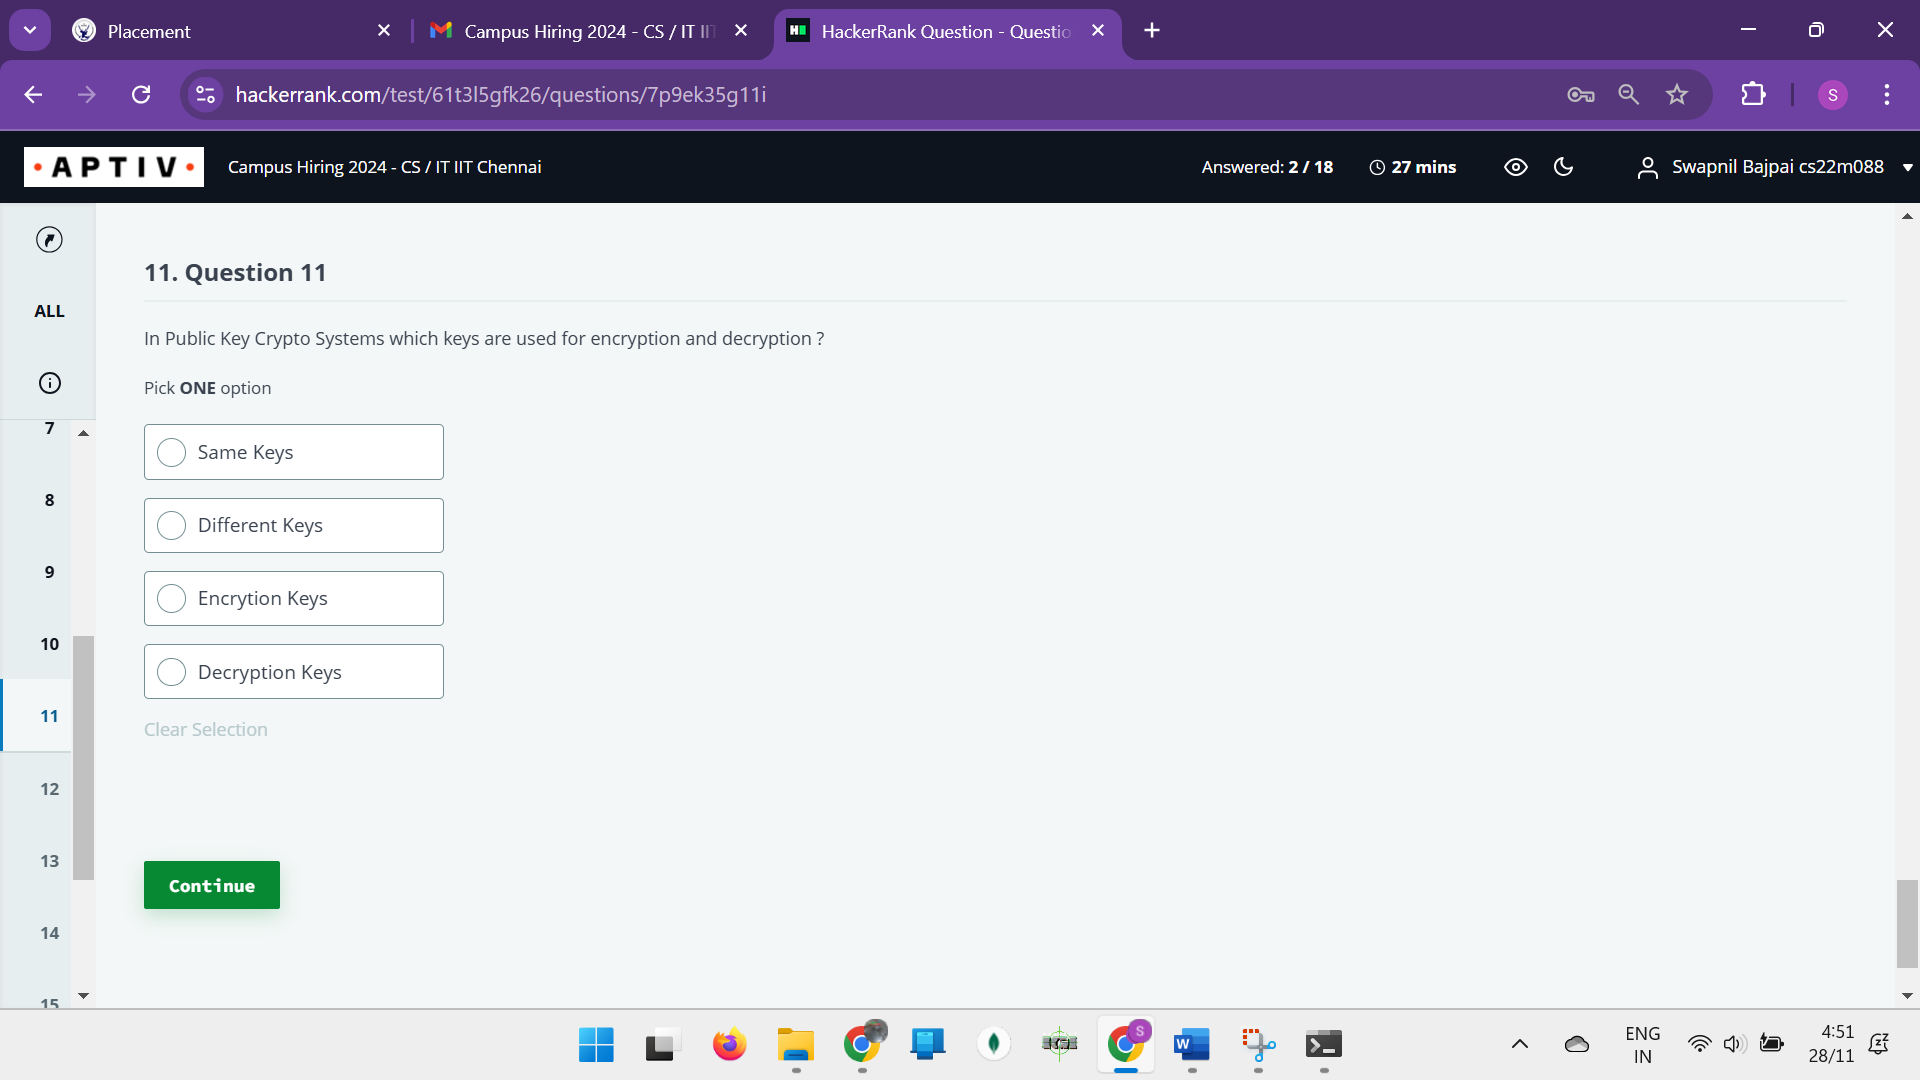 Placement
Campus Hiring 2024 - CS / IT II
HackerRank Question - Questio
hackerrank.com/test/61t3l5gfk26/questions/7p9ek35g11i
S
APTIV
Campus Hiring 2024 - CS / IT IIT Chennai
Answered: 2 / 18
27 mins
Swapnil Bajpai cs22m088
ALL
7
8
9
10
11
12
13
14
15
11. Question 11
In Public Key Crypto Systems which keys are used for encryption and decryption ?
Pick ONE option
Same Keys
Different Keys
Encrytion Keys
Decryption Keys
Clear Selection
Continue
S
W
ENG
IN
4:51
28/11